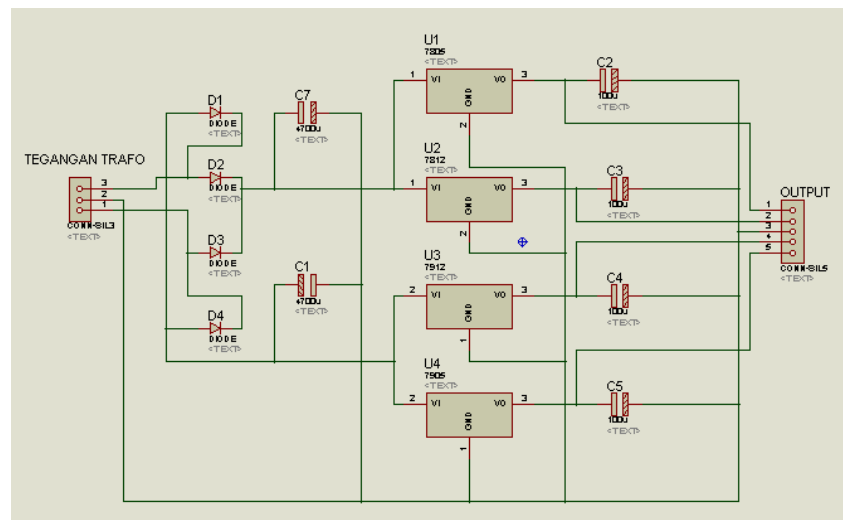 TEGANGAN TRAFO
3
2
1
CONN-SIL3
<TEXT>
D1
DIODE
<TEXT>
D2
DIODE
<TEXT>
D3
DIODE
<TEXT>
D4
DIODE
<TEXT>
C7
4700u
<TEXT>
C1
4700u
<TEXT>
U1
7805
<TEXT>
1
VI
VO
3
GND
2
U2
7812
<TEXT>
1
VI
VO
3
GND
2
U3
7912
<TEXT>
2
VI
VO
3
GND
1
U4
7905
<TEXT>
2
VI
VO
3
GND
1
C2
100u
<TEXT>
C3
100u
<TEXT>
C4
100u
<TEXT>
C5
100u
<TEXT>
OUTPUT
1
2
3
4
5
CONN-SIL5
<TEXT>